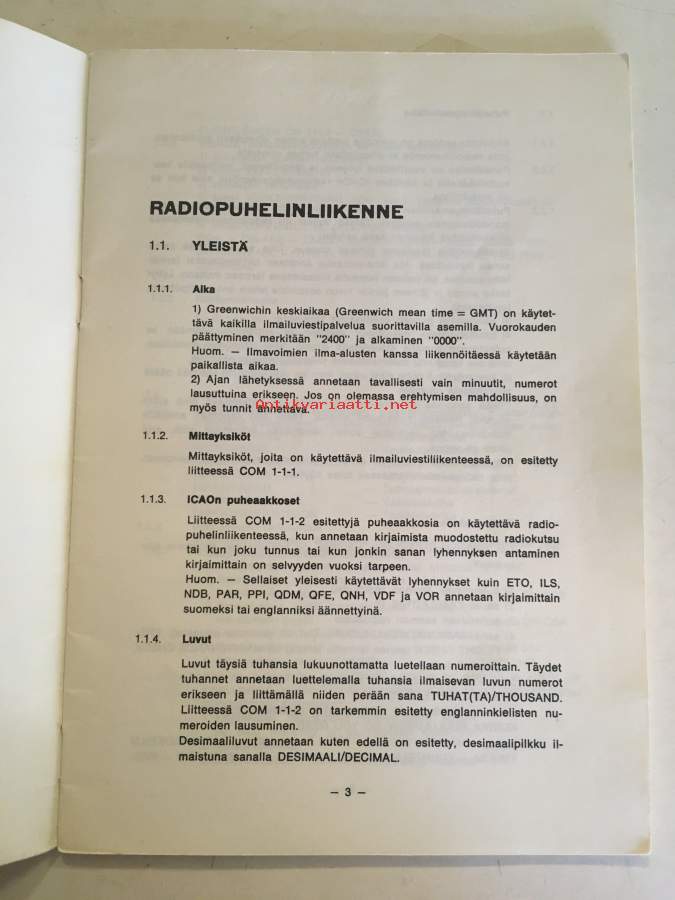 RADIOPUHELINLIIKENNE
1.1. YLEISTÄ
1.1.1. Aika
1) Greenwichin keskiaikaa (Greenwich mean time = GMT) on käytet-
tävä kaikilla ilmailuviestipalvelua suorittavilla asemilla. Vuorokauden
päättyminen merkitään "2400" ja alkaminen "0000".
Huom. — Ilmavoimien ilma-alusten kanssa liikennöitäessä käytetään
paikallista aikaa.
2) Ajan lähetyksessä annetaan tavallisesti vain minuutit, numerot
lausuttuina erikseen. Jos on olemassa erehtymisen mahdollisuus, on
myös tunnit annettava.
Antikvariaatti.net
1.1.2. Mittayksiköt
Mittayksiköt, joita on käytettävä ilmailuviestiliikenteessä, on esitetty
liitteessä COM 1-1-1.
1.1.3. ICAOn puheaakkoset
Liitteessä COM 1-1-2 esitettyjä puheaakkosia on käytettävä radio-
puhelinliikenteessä, kun annetaan kirjaimista muodostettu radiokutsu
tai kun joku tunnus tai kun jonkin sanan lyhennyksen antaminen
kirjaimittain on selvyyden vuoksi tarpeen.
Huom. — Sellaiset yleisesti käytettävät lyhennykset kuin ETO, ILS,
NDB, PAR, PPI, QDM, QFE, QNH, VDF ja VOR annetaan kirjaimittain
suomeksi tai englanniksi äännettyinä.
1.1.4. Luvut
Luvut täysiä tuhansia lukuunottamatta luetellaan numeroittain. Täydet
tuhannet annetaan luettelemalla tuhansia ilmaisevan luvun numerot
erikseen ja liittämällä niiden perään sana TUHAT(TA)/THOUSAND.
Liitteessä COM 1-1-2 on tarkemmin esitetty englanninkielisten nu-
meroiden lausuminen.
Desimaaliluvut annetaan kuten edellä on esitetty, desimaalipilkku il-
maistuna sanalla DESIMAALI/DECIMAL.
— 3 —